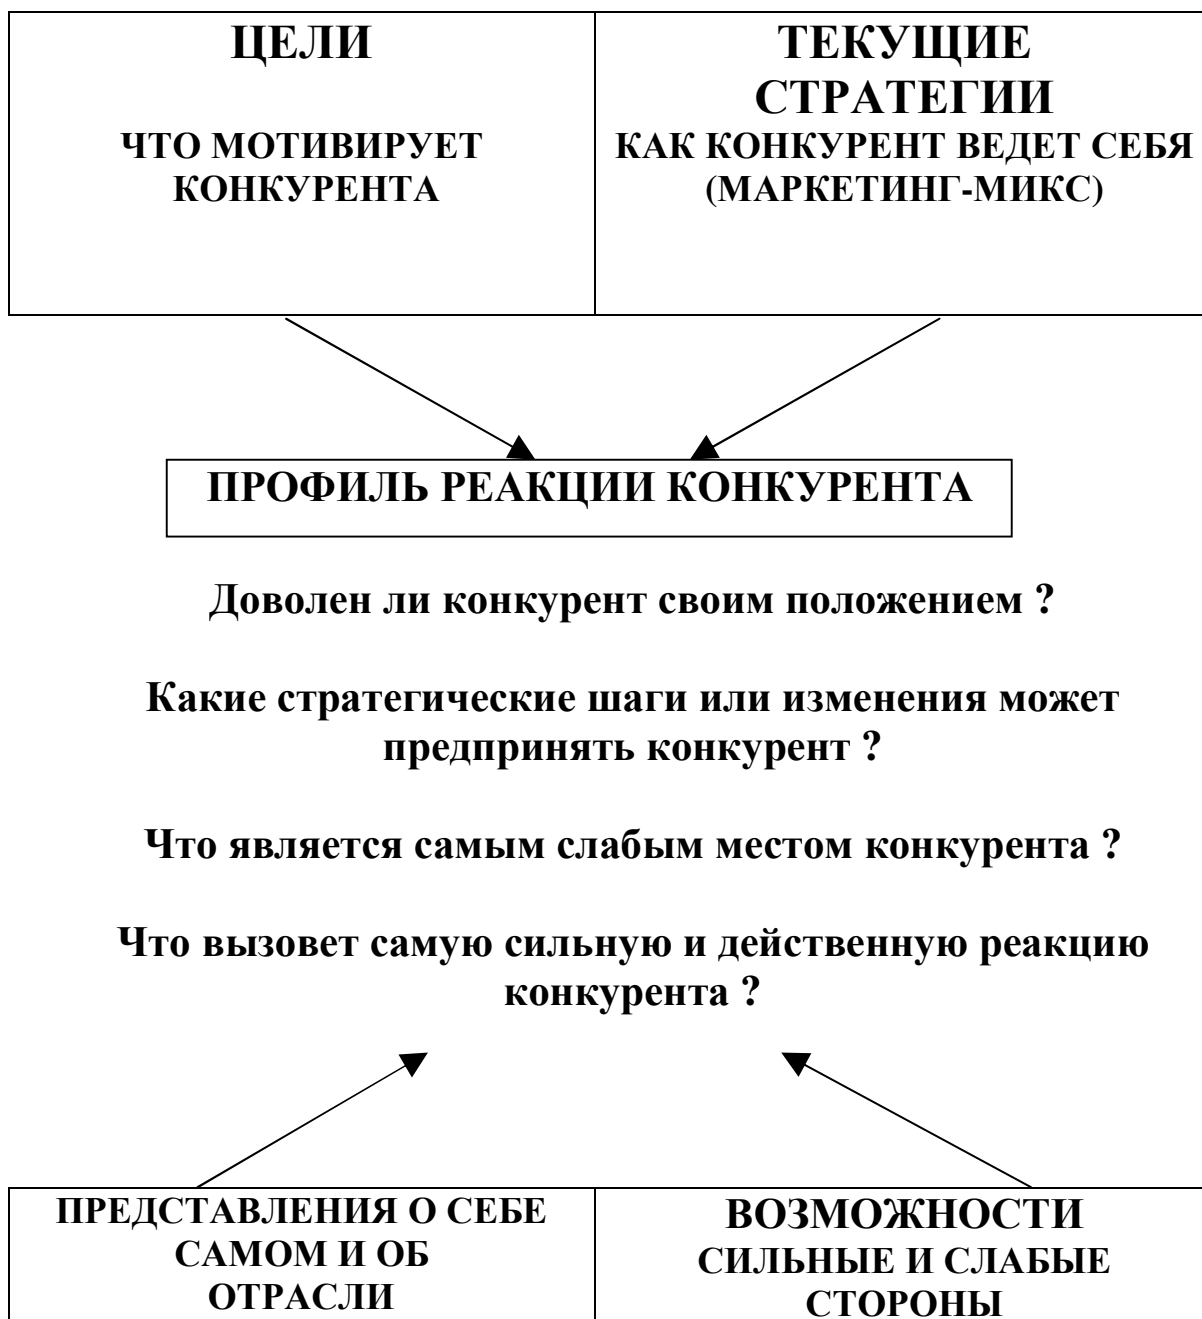 ЦЕЛИ
ЧТО МОТИВИРУЕТ
КОНКУРЕНТА
ТЕКУЩИЕ
СТРАТЕГИИ
КАК КОНКУРЕНТ ВЕДЕТ СЕБЯ
(МАРКЕТИНГ-МИКС)
ПРОФИЛЬ РЕАКЦИИ КОНКУРЕНТА
Доволен ли конкурент своим положением ?
Какие стратегические шаги или изменения может
предпринять конкурент ?
Что является самым слабым местом конкурента ?
Что вызовет самую сильную и действенную реакцию
конкурента ?
ПРЕДСТАВЛЕНИЯ О СЕБЕ
САМОМ И ОБ
ОТРАСЛИ
ВОЗМОЖНОСТИ
СИЛЬНЫЕ И СЛАБЫЕ
СТОРОНЫ